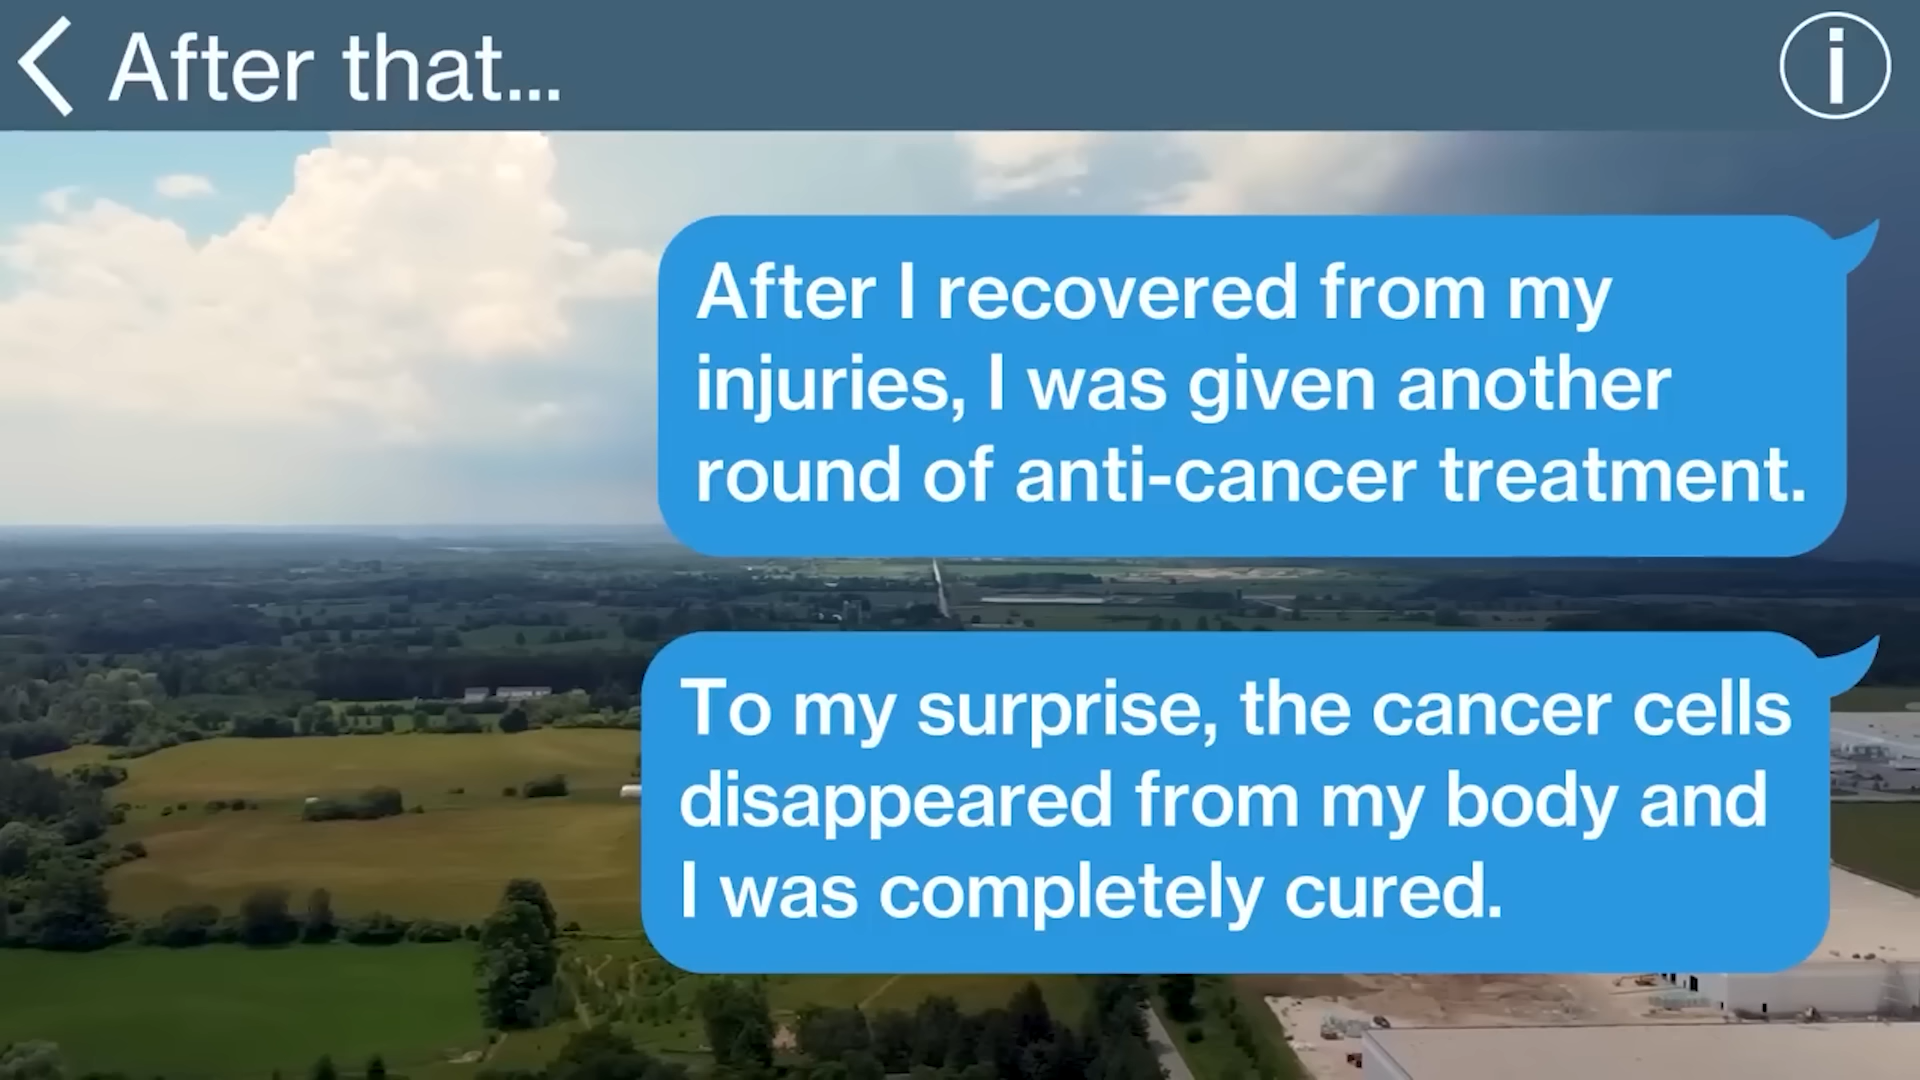 After that...
i
After I recovered from my
injuries, I was given another
round of anti-cancer treatment.
To my surprise, the cancer cells
disappeared from my body and
I was completely cured.